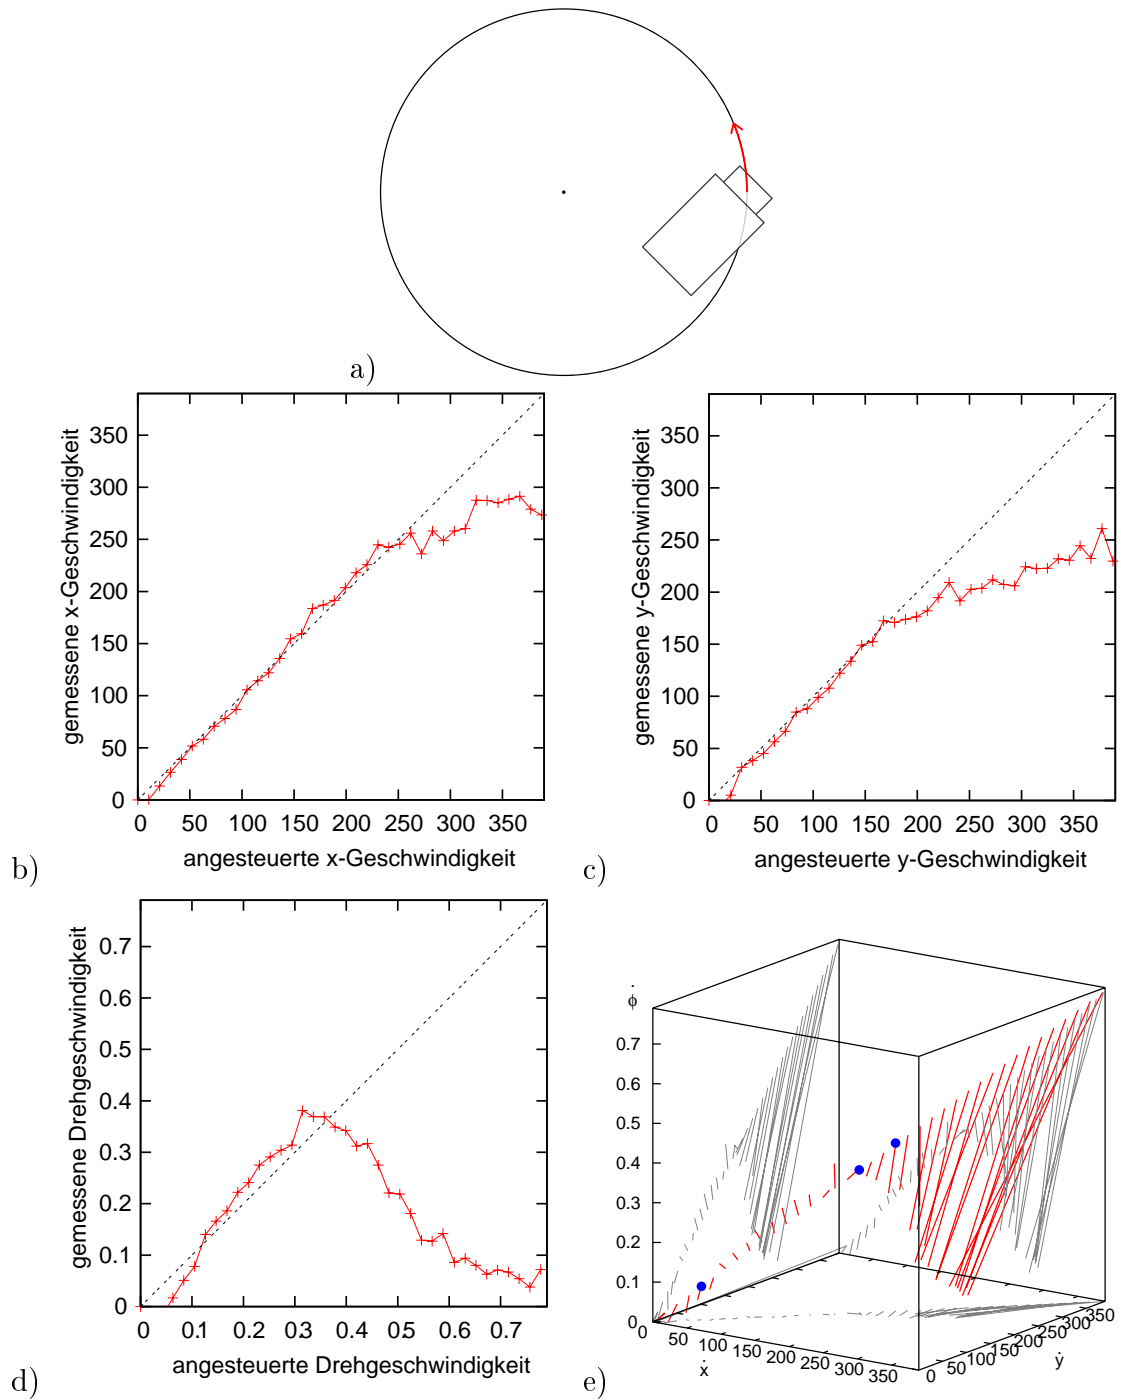 a)
gemessene x-Geschwindigkeit
350
300
250
200
150
100
50
0
0 50 100 150 200 250 300 350
angesteuerte x-Geschwindigkeit
b)
gemessene y-Geschwindigkeit
350
300
250
200
150
100
50
0
0 50 100 150 200 250 300 350
angesteuerte y-Geschwindigkeit
c)
gemessene Drehgeschwindigkeit
0.7
0.6
0.5
0.4
0.3
0.2
0.1
0
0 0.1 0.2 0.3 0.4 0.5 0.6 0.7
angesteuerte Drehgeschwindigkeit
d)
ϕ̇
0.7
0.6
0.5
0.4
0.3
0.2
0.1
0
0 50 100 150 200 250 300 350
ẋ
0 50 100 150 200 250 300 350
ẏ
e)